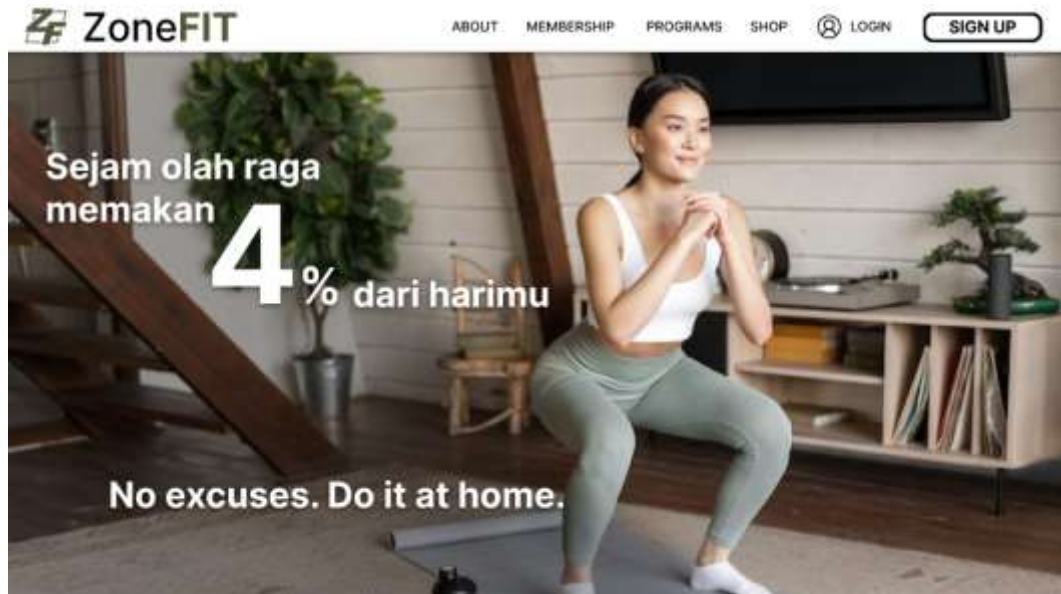 ZF ZoneFIT
ABOUT MEMBERSHIP PROGRAMS SHOP LOGIN SIGN UP
Sejam olah raga
memakan
4% dari harimu
No excuses. Do it at home.